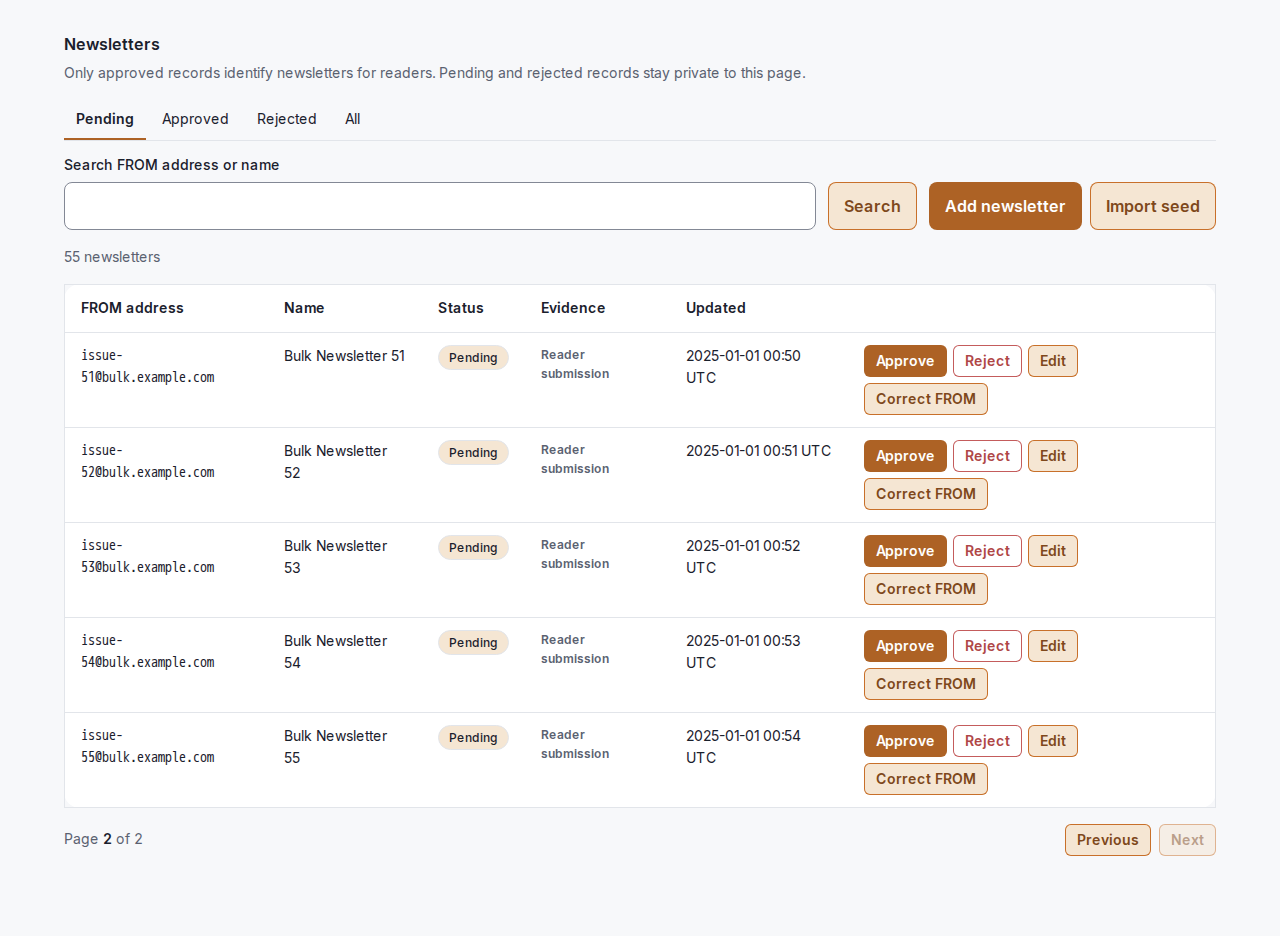 Newsletters
Only approved records identify newsletters for readers. Pending and rejected records stay private to this page.
Pending Approved Rejected All
Search FROM address or name
Search Add newsletter Import seed
55 newsletters
FROM address Name Status Evidence Updated
issue-51@bulk.example.com Bulk Newsletter 51 Pending Reader submission 2025-01-01 00:50 UTC Approve Reject Edit
Correct FROM
issue-52@bulk.example.com Bulk Newsletter 52 Pending Reader submission 2025-01-01 00:51 UTC Approve Reject Edit
Correct FROM
issue-53@bulk.example.com Bulk Newsletter 53 Pending Reader submission 2025-01-01 00:52 UTC Approve Reject Edit
Correct FROM
issue-54@bulk.example.com Bulk Newsletter 54 Pending Reader submission 2025-01-01 00:53 UTC Approve Reject Edit
Correct FROM
issue-55@bulk.example.com Bulk Newsletter 55 Pending Reader submission 2025-01-01 00:54 UTC Approve Reject Edit
Correct FROM
Page 2 of 2 Previous Next